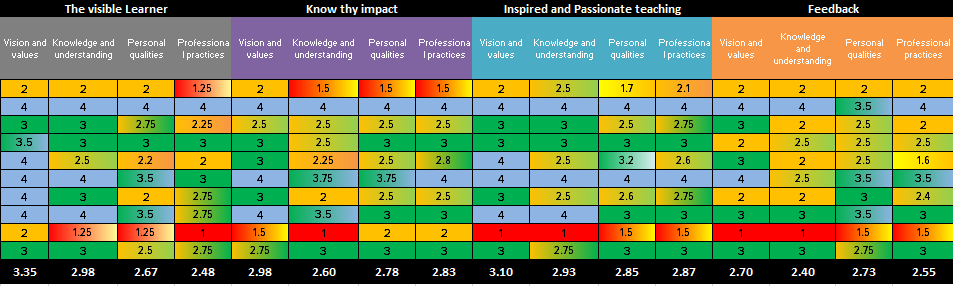 The visible Learner Know thy impact Inspired and Passionate teaching Feedback
Vision and values Knowledge and understanding Personal qualities Professiona l practices Vision and values Knowledge and understanding Personal qualities Professiona l practices Vision and values Knowledge and understanding Personal qualities Professiona l practices Vision and values Knowledge and understanding Personal qualities Professional practices
2 2 2 1.25 2 1.5 1.5 1.5 2 2.5 1.7 2.1 2 2 2 2
4 4 4 4 4 4 4 4 4 4 4 4 4 4 3.5 4
3 3 2.75 2.25 2.5 2.5 2.5 2.5 3 3 2.5 2.75 3 2 2.5 2
3.5 3 3 3 3 2.5 3 3 3 3 3 3 2 2.5 2.5 2.5
4 2.5 2.2 2 3 2.25 2.5 2.8 4 2.5 3.2 2.6 3 2 2.5 1.6
4 4 3.5 3 4 3.75 3.75 4 4 4 4 4 4 2.5 3.5 3.5
4 3 2 2.75 3 2.5 2.5 2.5 3 2.5 2.6 2.75 2 2 3 2.4
4 4 3.5 2.75 4 3.5 3 3 4 4 3 3 3 3 3.5 3
2 1.25 1.25 1 1.5 1 2 2 1 1 1.5 1.5 1 1 1.5 1.5
3 3 2.5 2.75 2.75 3 3 3 3 2.75 3 3 3 3 2.75 3
3.35 2.98 2.67 2.48 2.98 2.60 2.78 2.83 3.10 2.93 2.85 2.87 2.70 2.40 2.73 2.55